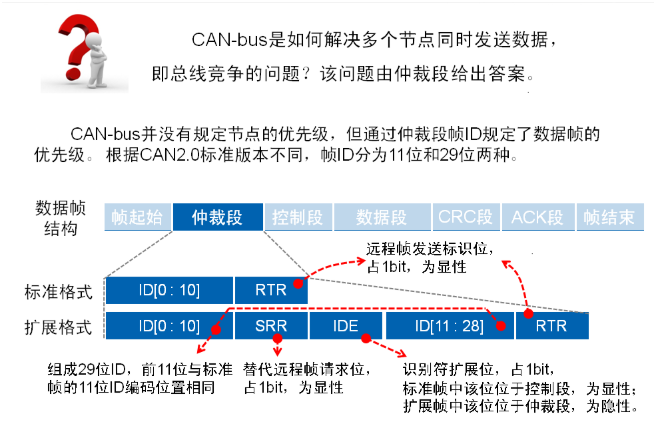 CAN-bus是如何解决多个节点同时发送数据，
即总线竞争的问题？该问题由仲裁段给出答案。
CAN-bus并没有规定节点的优先级，但通过仲裁段帧ID规定了数据帧的
优先级。根据CAN2.0标准版本不同，帧ID分为11位和29位两种。
数据帧
结构
帧起始 仲裁段 控制段 数据段 CRC段 ACK段 帧结束
远程帧发送标识位，
占1bit，为显性
标准格式 ID[0 : 10] RTR
扩展格式 ID[0 : 10] SRR IDE ID[11 : 28] RTR
组成29位ID，前11位与标准
帧的11位ID编码位置相同
替代远程帧请求位，
占1bit，为显性
识别符扩展位，占1bit，
标准帧中该位位于控制段，为显性；
扩展帧中该位位于仲裁段，为隐性。